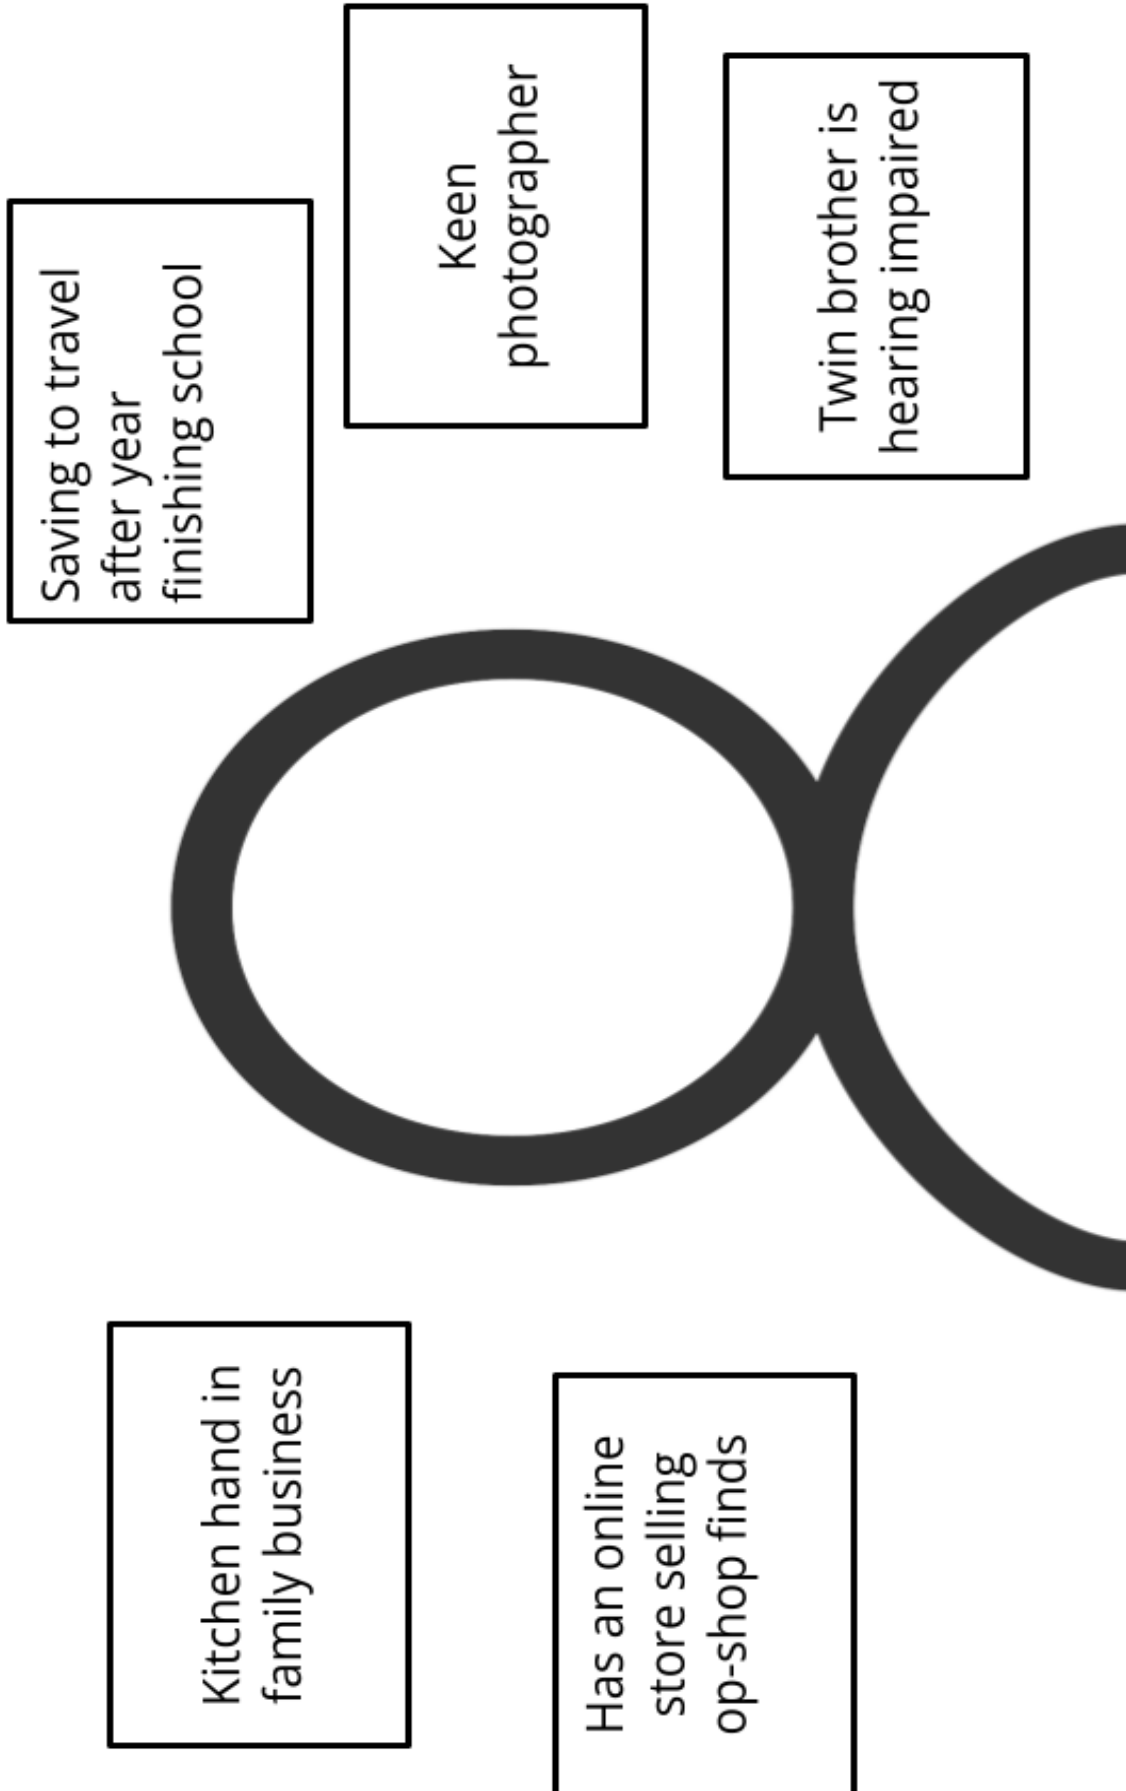 Kitchen hand in
family business
Saving to travel
after year
finishing school
Keen
photographer
Has an online
store selling
op-shop finds
Twin brother is
hearing impaired